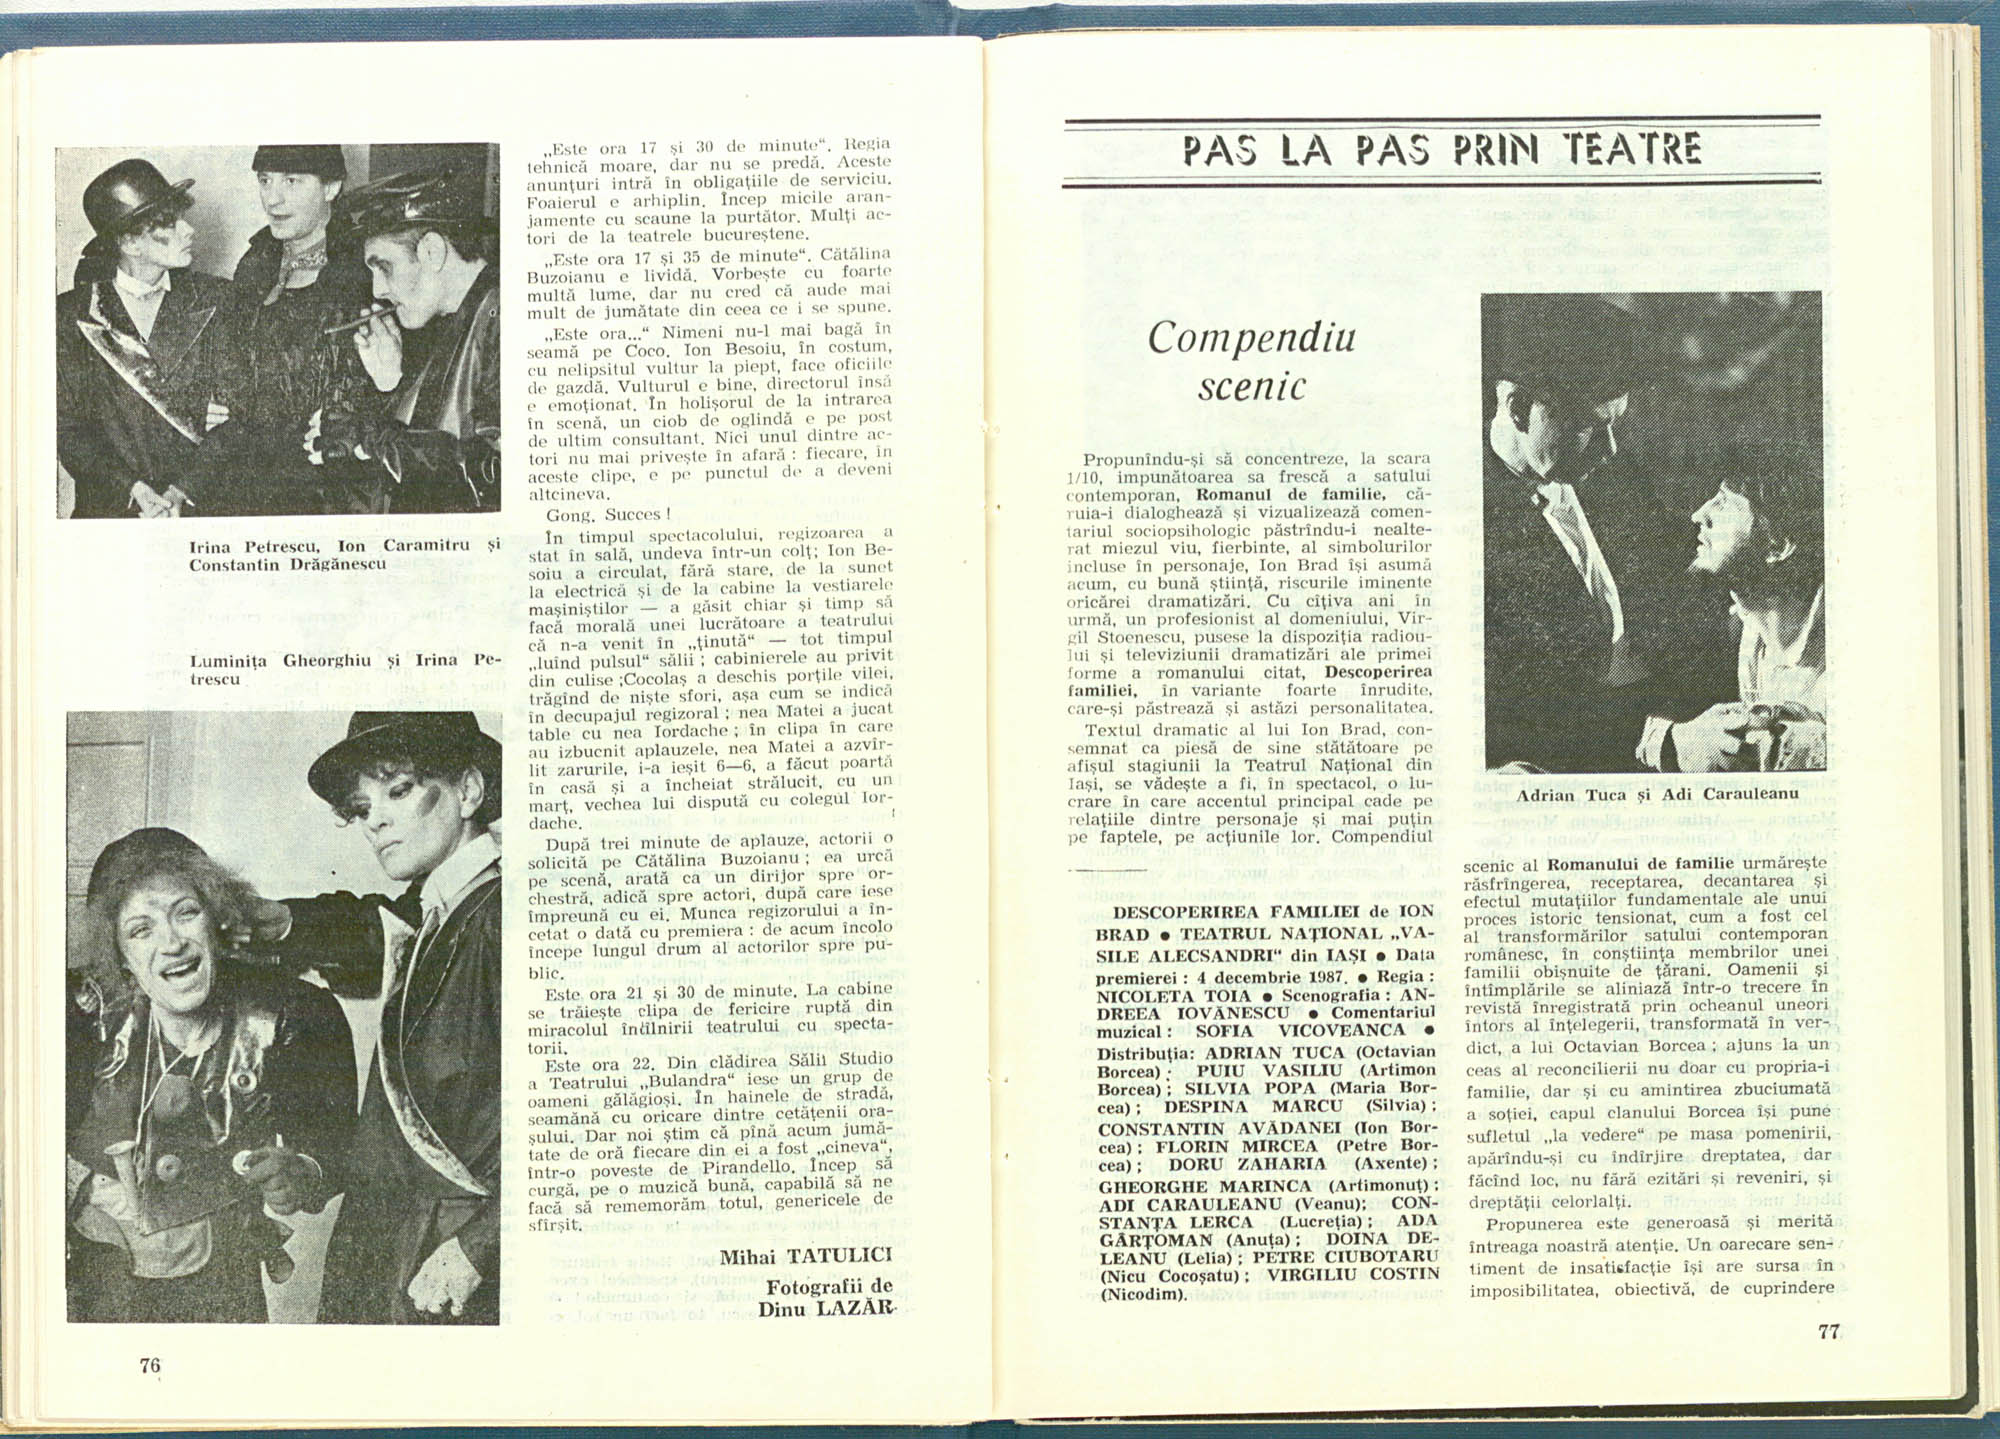 Irina Petrescu, Ion Caramitru și
Constantin Drăgănescu
Luminița Gheorghiu și Irina Pe-
trescu
„Este ora 17 și 30 de minute“. Regia
tehnică moare, dar nu se predă. Aceste
anunțuri intră în obligațiile de serviciu.
Foaierul e arhiplin. Încep micile aran-
jamente cu scaune la purtător. Mulți ac-
tori de la teatrele bucureștene.
„Este ora 17 și 35 de minute“. Cătălina
Buzoianu e lividă. Vorbește cu foarte
multă lume, dar nu cred că aude mai
mult de jumătate din ceea ce i se spune.
„Este ora...“ Nimeni nu-l mai bagă în
seamă pe Coco. Ion Besoiu, în costum,
cu nelipsitul vultur la piept, face oficiile
de gazdă. Vulturul e bine, directorul însă
e emoționat. În holișorul de la intrarea
în scenă, un ciob de oglindă e pe post
de ultim consultant. Nici unul dintre ac-
tori nu mai privește în afară : fiecare, în
aceste clipe, e pe punctul de a deveni
altcineva.
Gong. Succes !
În timpul spectacolului, regizoarea a
stat în sală, undeva într-un colț; Ion Be-
soiu a circulat, fără stare, de la sunet
la electrică și de la cabine la vestiarele
mașiniștilor — a găsit chiar și timp să
facă morală unei lucrătoare a teatrului
că n-a venit în „ținută“ — tot timpul
„luînd pulsul“ sălii ; cabinierele au privit
din culise ;Cocolaș a deschis porțile vilei,
trăgînd de niște sfori, așa cum se indică
în decupajul regizoral ; nea Matei a jucat
table cu nea Iordache ; în clipa în care
au izbucnit aplauzele, nea Matei a azvîr-
lit zarurile, i-a ieșit 6—6, a făcut poartă
în casă și a încheiat strălucit, cu un
marț, vechea lui dispută cu colegul Ior-
dache.
După trei minute de aplauze, actorii o
solicită pe Cătălina Buzoianu ; ea urcă
pe scenă, arată ca un dirijor spre or-
chestră, adică spre actori, după care iese
împreună cu ei. Munca regizorului a în-
cetat o dată cu premiera : de acum încolo
începe lungul drum al actorilor spre pu-
blic.
Este ora 21 și 30 de minute. La cabine
se trăiește clipa de fericire ruptă din
miracolul întîlnirii teatrului cu specta-
torii.
Este ora 22. Din clădirea Sălii Studio
a Teatrului „Bulandra“ iese un grup de
oameni gălăgioși. În hainele de stradă,
seamănă cu oricare dintre cetățenii ora-
șului. Dar noi știm că pînă acum jumă-
tate de oră fiecare din ei a fost „cineva“,
într-o poveste de Pirandello. Încep să
curgă, pe o muzică bună, capabilă să ne
facă să rememorăm totul, genericele de
sfîrșit.
Mihai TATULICI
Fotografii de
Dinu LAZĂR
76
PAS LA PAS PRIN TEATRE
Compendiu
scenic
Propunîndu-și să concentreze, la scara
1/10, impunătoarea sa frescă a satului
contemporan, Romanul de familie, că-
ruia-i dialoghează și vizualizează comen-
tariul sociopsihologic păstrîndu-i nealte-
rat miezul viu, fierbinte, al simbolurilor
incluse în personaje, Ion Brad își asumă
acum, cu bună știință, riscurile iminente
oricărei dramatizări. Cu cîțiva ani în
urmă, un profesionist al domeniului, Vir-
gil Stoenescu, pusese la dispoziția radiou-
lui și televiziunii dramatizări ale primei
forme a romanului citat, Descoperirea
familiei, în variante foarte înrudite,
care-și păstrează și astăzi personalitatea.
Textul dramatic al lui Ion Brad, con-
semnat ca piesă de sine stătătoare pe
afișul stagiunii la Teatrul Național din
Iași, se vădește a fi, în spectacol, o lu-
crare în care accentul principal cade pe
relațiile dintre personaje și mai puțin
pe faptele, pe acțiunile lor. Compendiul
DESCOPERIREA FAMILIEI de ION
BRAD ● TEATRUL NAȚIONAL „VA-
SILE ALECSANDRI“ din IAȘI ● Data
premierei : 4 decembrie 1987. ● Regia :
NICOLETA TOIA ● Scenografia : AN-
DREEA IOVĂNESCU ● Comentariul
muzical : SOFIA VICOVEANCA ●
Distribuția: ADRIAN TUCA (Octavian
Borcea) ; PUIU VASILIU (Artimon
Borcea) ; SILVIA POPA (Maria Bor-
cea) ; DESPINA MARCU (Silvia) ;
CONSTANTIN AVĂDANEI (Ion Bor-
cea) ; FLORIN MIRCEA (Petre Bor-
cea) ; DORU ZAHARIA (Axente) ;
GHEORGHE MARINCA (Artimonuț) ;
ADI CARAULEANU (Veanu); CON-
STANȚA LERCA (Lucreția) ; ADA
GÂRȚOMAN (Anuța) ; DOINA DE-
LEANU (Lelia) ; PETRE CIUBOTARU
(Nicu Cocoșatu) ; VIRGILIU COSTIN
(Nicodim).
Adrian Tuca și Adi Carauleanu
scenic al Romanului de familie urmărește
răsfrîngerea, receptarea, decantarea și
efectul mutațiilor fundamentale ale unui
proces istoric tensionat, cum a fost cel
al transformărilor satului contemporan
românesc, în conștiința membrilor unei
familii obișnuite de țărani. Oamenii și
întîmplările se aliniază într-o trecere în
revistă înregistrată prin ocheanul uneori
întors al înțelegerii, transformată în ver-
dict, a lui Octavian Borcea ; ajuns la un
ceas al reconcilierii nu doar cu propria-i
familie, dar și cu amintirea zbuciumată
a soției, capul clanului Borcea își pune
sufletul „la vedere“ pe masa pomenirii,
apărîndu-și cu îndîrjire dreptatea, dar
făcînd loc, nu fără ezitări și reveniri, și
dreptății celorlalți.
Propunerea este generoasă și merită
întreaga noastră atenție. Un oarecare sen-
timent de insatisfacție își are sursa în
imposibilitatea, obiectivă, de cuprindere
77